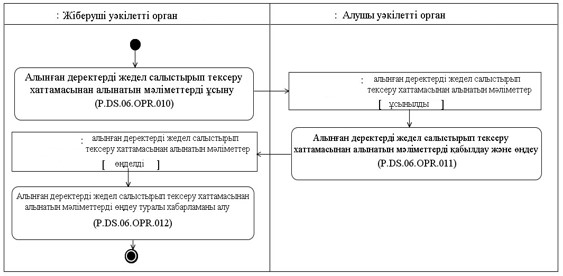 : Жіберуші уәкілетті орган
: Алушы уәкілетті орган
Алынған деректерді жедел салыстырып тексеру
хаттамасынан алынатын мәліметтерді ұсыну
(P.DS.06.OPR.010)
: алынған деректерді жедел салыстырып
тексеру хаттамасынан алынатын мәліметтер
[ ұсынылды ]
Алынған деректерді жедел салыстырып тексеру
хаттамасынан алынатын мәліметтерді қабылдау және өңдеу
(P.DS.06.OPR.011)
: алынған деректерді жедел салыстырып
тексеру хаттамасынан алынатын мәліметтер
[ өңделді ]
Алынған деректерді жедел салыстырып тексеру хаттамасынан
алынатын мәліметтерді өңдеу туралы хабарламаны алу
(P.DS.06.OPR.012)